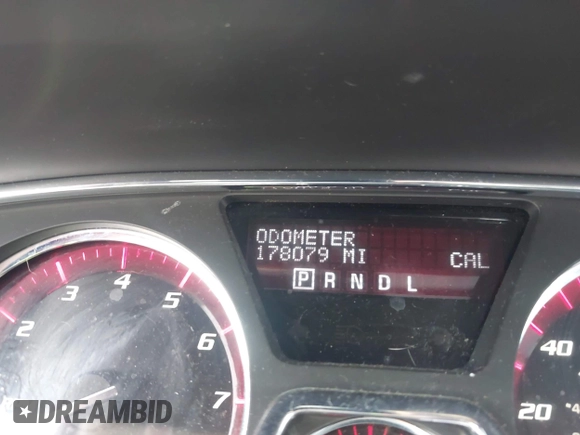 ODOMETER
178079 MI CAL
P R N D L
2 3 4 5 6 7
40
20
DREAMBID